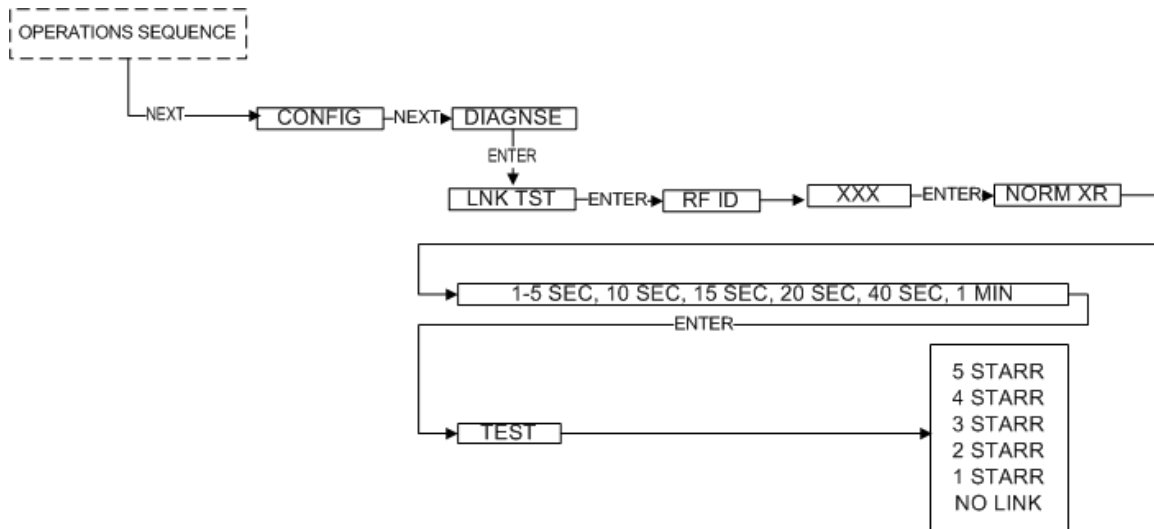 OPERATIONS SEQUENCE
NEXT CONFIG NEXT DIAGNSE
ENTER
LNK TST ENTER RF ID XXX ENTER NORM XR
1-5 SEC, 10 SEC, 15 SEC, 20 SEC, 40 SEC, 1 MIN
ENTER
TEST
5 STARR
4 STARR
3 STARR
2 STARR
1 STARR
NO LINK